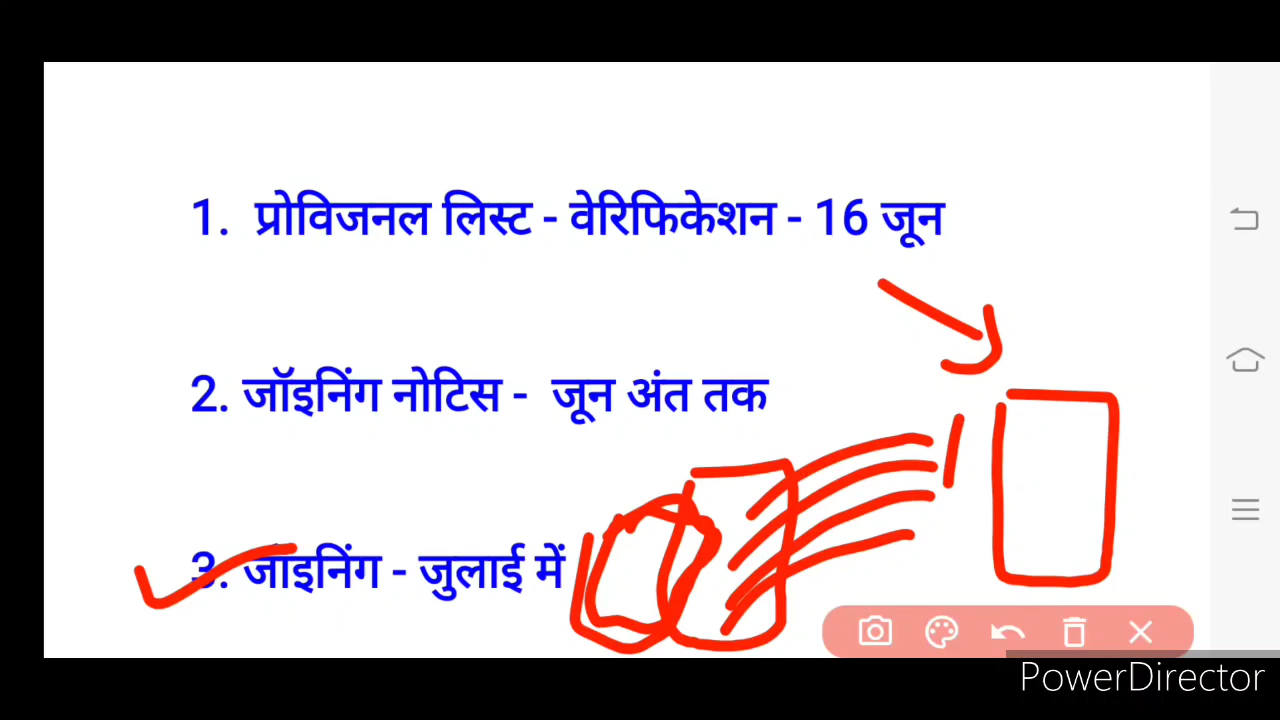 1. प्रोविजनल लिस्ट - वेरिफिकेशन - 16 जून
2. जॉइनिंग नोटिस - जून अंत तक
3. जॉइनिंग - जुलाई में
PowerDirector